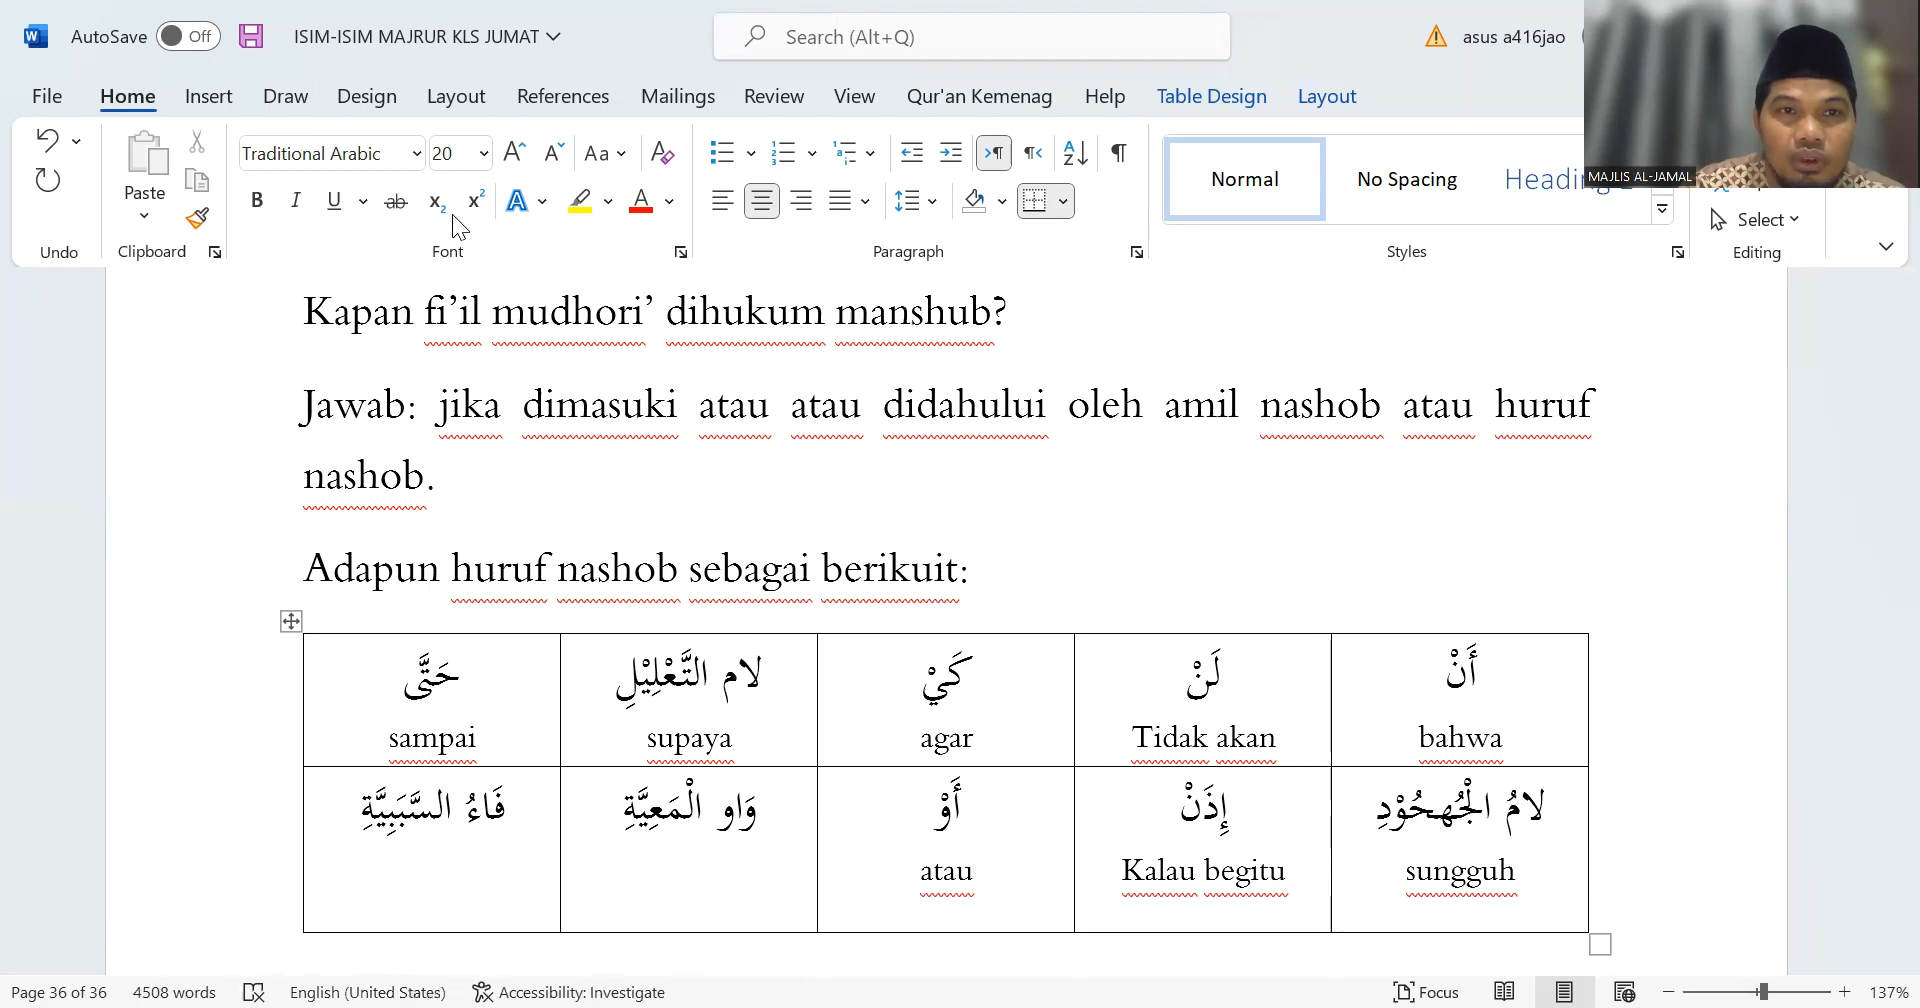 AutoSave Off ISIM-ISIM MAJRUR KLS JUMAT Search (Alt+Q) asus a416jao
File Home Insert Draw Design Layout References Mailings Review View Qur'an Kemenag Help Table Design Layout
Traditional Arabic 20 Aa
Paste
Normal No Spacing Heading
MAJLIS AL-JAMAL
Select
Undo Clipboard Font Paragraph Styles Editing
Kapan fi’il mudhori’ dihukum manshub?
Jawab: jika dimasuki atau atau didahului oleh amil nashob atau huruf
nashob.
Adapun huruf nashob sebagai berikuit:
أَنْ لَنْ كَيْ لام التَّعْلِيْلِ حَتَّى
bahwa Tidak akan agar supaya sampai
لامُ الْجُهحُوْدِ إِذَنْ أَوْ وَاو الْمَعِيَّةِ فَاءُ السَّبَبِيَّةِ
sungguh Kalau begitu atau
Page 36 of 36 4508 words English (United States) Accessibility: Investigate Focus 137%